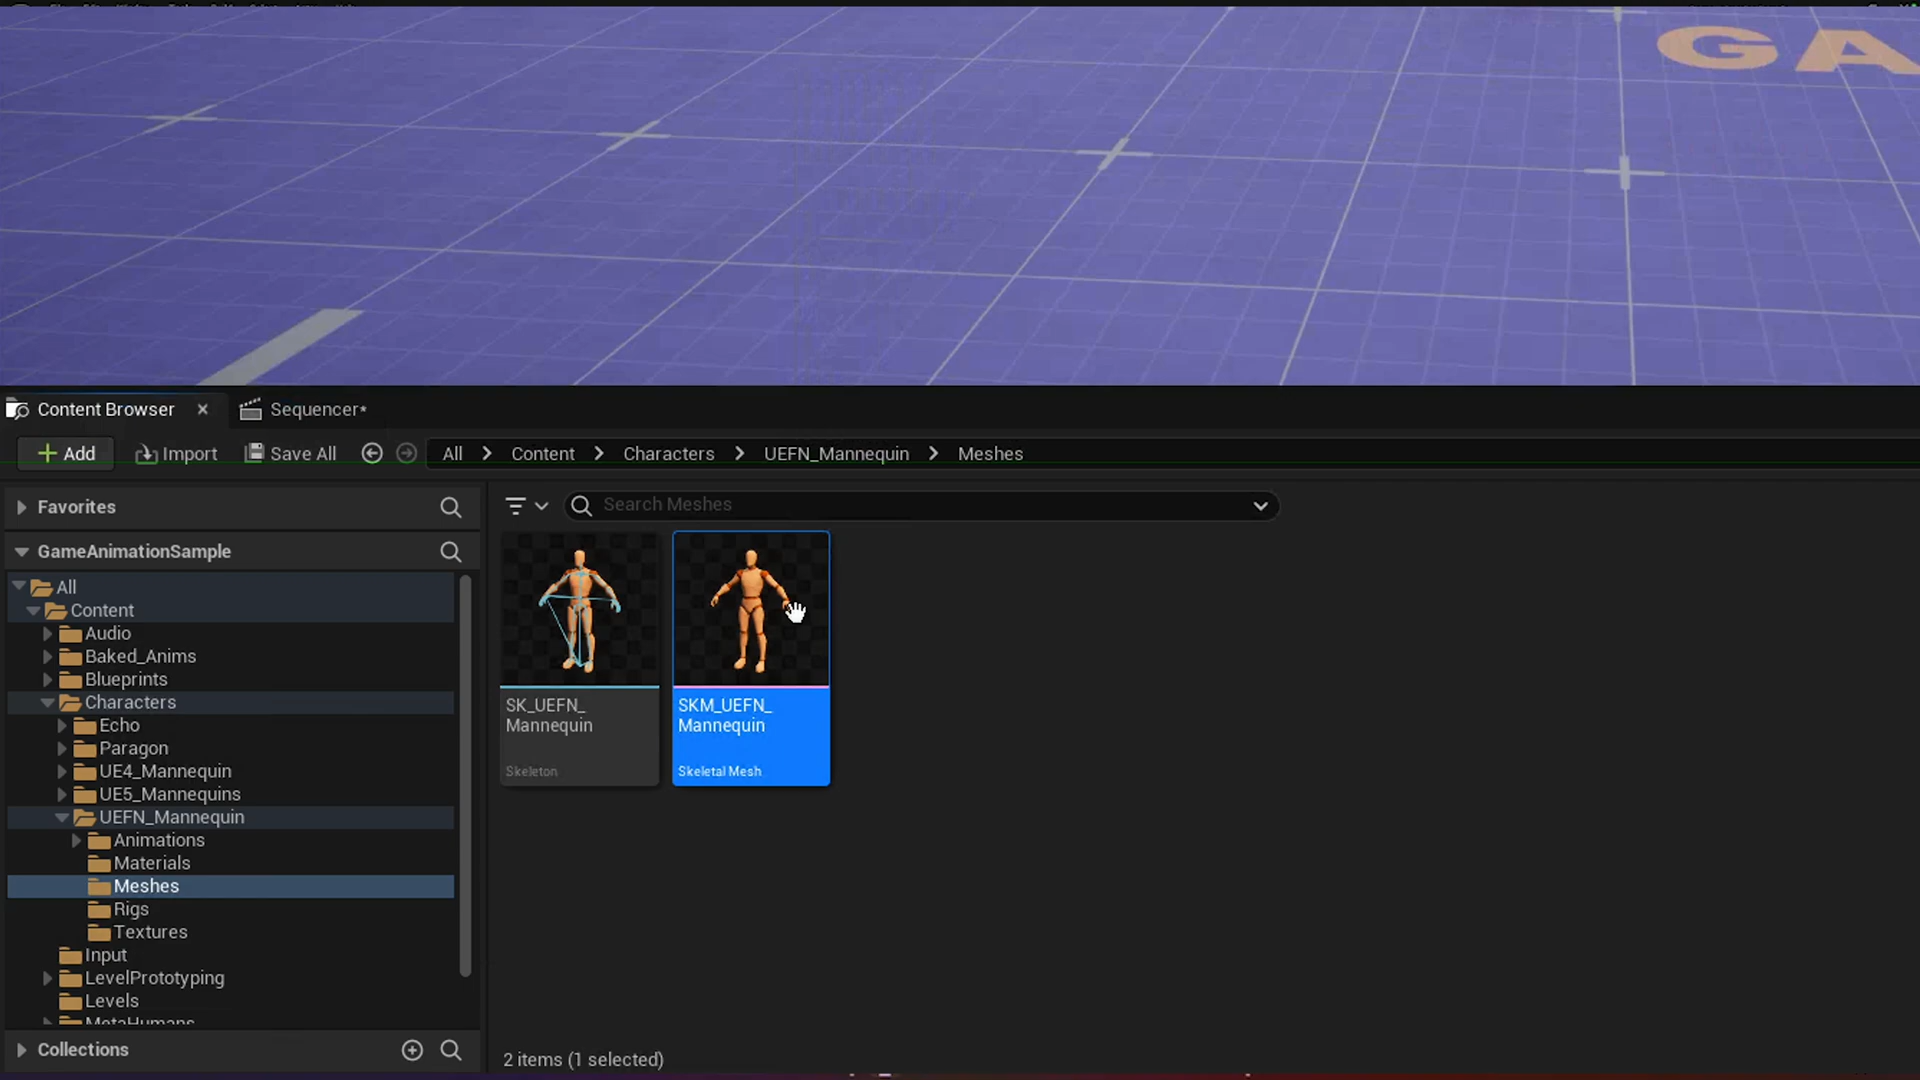 GA
Content Browser
Sequencer*
Add
Import
Save All
All
Content
Characters
UEFN_Mannequin
Meshes
Favorites
Search Meshes
GameAnimationSample
All
Content
Audio
Baked_Anims
Blueprints
Characters
Echo
Paragon
UE4_Mannequin
UE5_Mannequins
UEFN_Mannequin
Animations
Materials
Meshes
Rigs
Textures
Input
LevelPrototyping
Levels
MetaHumans
SK_UEFN_
Mannequin
Skeleton
SKM_UEFN_
Mannequin
Skeletal Mesh
Collections
2 items (1 selected)